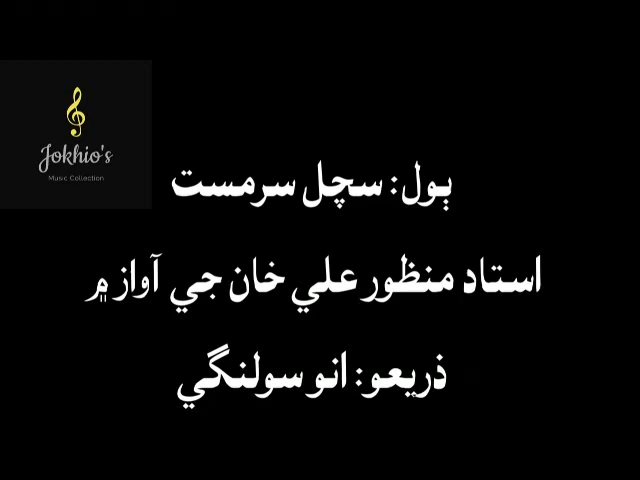 Jokhio's
Music Collection
ٻول: سچل سرمست
استاد منظور علي خان جي آواز ۾
ذريعو: انو سولنگي